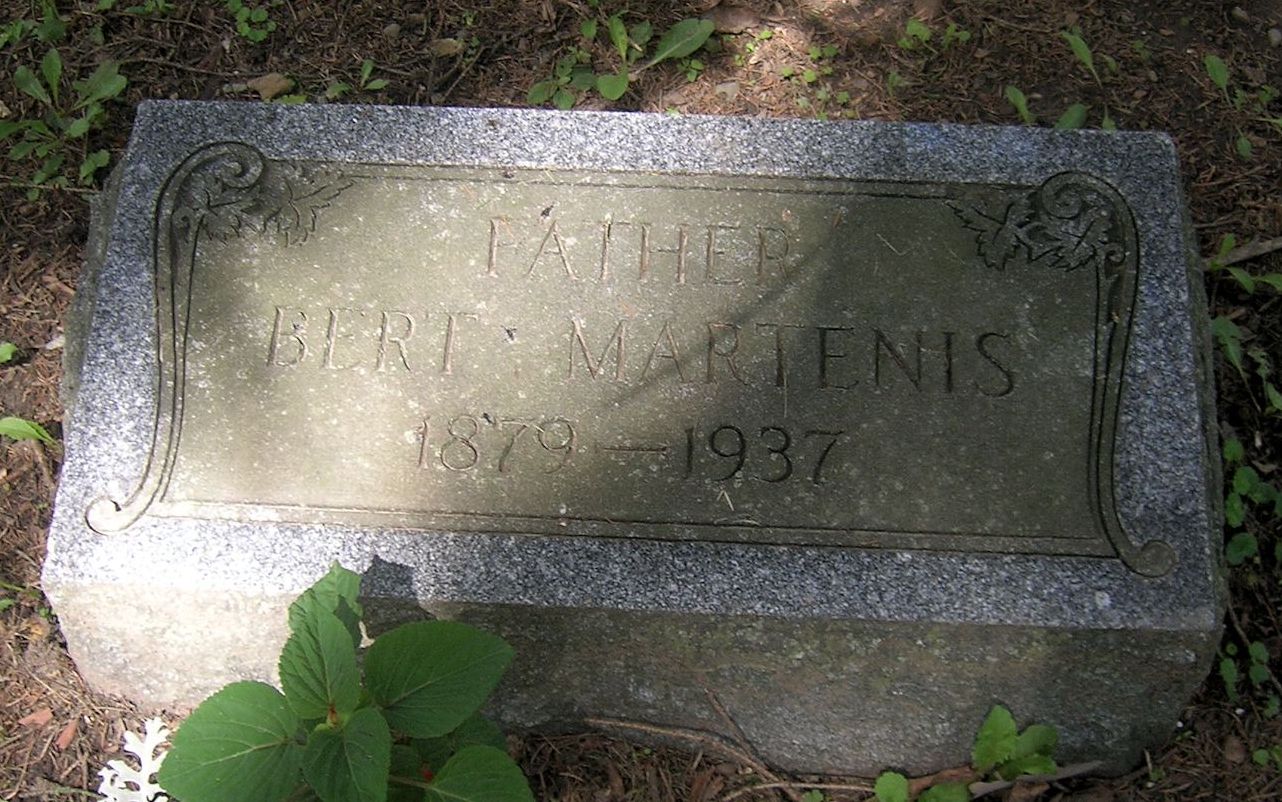 FATHER
BERT MARTENIS
1879 — 1937